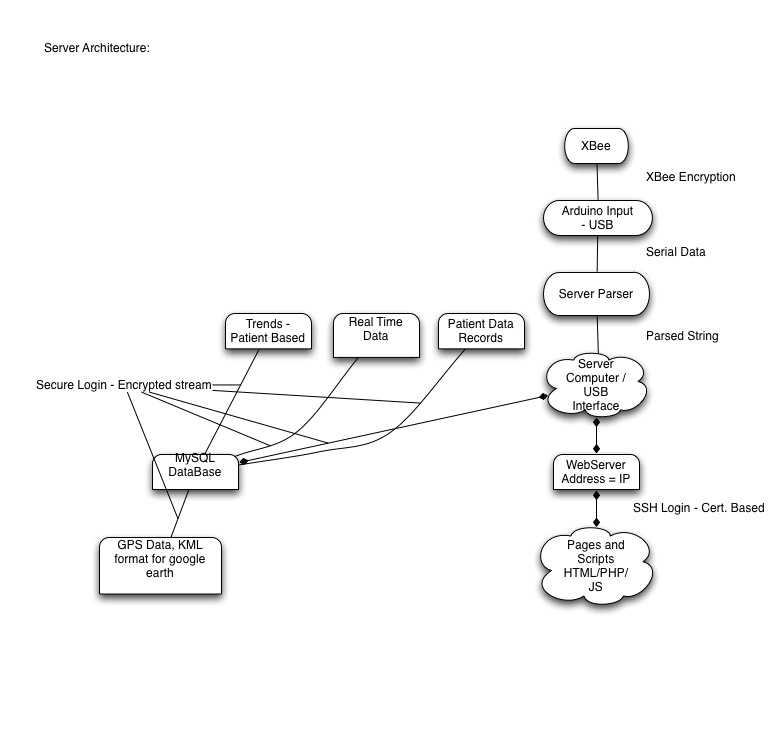 Server Architecture:
XBee
XBee Encryption
Arduino Input
- USB
Serial Data
Server Parser
Parsed String
Trends -
Patient Based
Real Time
Data
Patient Data
Records
Server
Computer /
USB
Interface
Secure Login - Encrypted stream
MySQL
DataBase
WebServer
Address = IP
SSH Login - Cert. Based
GPS Data, KML
format for google
earth
Pages and
Scripts
HTML/PHP/
JS